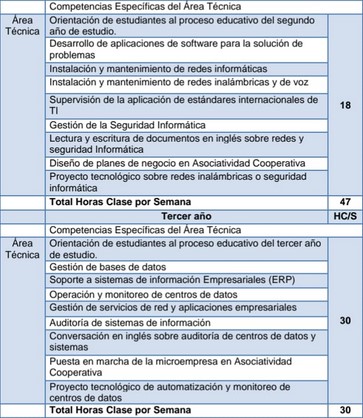 Competencias Específicas del Área Técnica
Área Técnica
Orientación de estudiantes al proceso educativo del segundo
año de estudio.
Desarrollo de aplicaciones de software para la solución de
problemas
Instalación y mantenimiento de redes informáticas
Instalación y mantenimiento de redes inalámbricas y de voz
Supervisión de la aplicación de estándares internacionales de
TI
Gestión de la Seguridad Informática
Lectura y escritura de documentos en inglés sobre redes y
seguridad Informática
Diseño de planes de negocio en Asociatividad Cooperativa
Proyecto tecnológico sobre redes inalámbricas o seguridad
informática
18
Total Horas Clase por Semana 47
Tercer año HC/S
Competencias Específicas del Área Técnica
Área Técnica
Orientación de estudiantes al proceso educativo del tercer año
de estudio.
Gestión de bases de datos
Soporte a sistemas de información Empresariales (ERP)
Operación y monitoreo de centros de datos
Gestión de servicios de red y aplicaciones empresariales
Auditoría de sistemas de información
Conversación en inglés sobre auditoría de centros de datos y
sistemas
Puesta en marcha de la microempresa en Asociatividad
Cooperativa
Proyecto tecnológico de automatización y monitoreo de
centros de datos
30
Total Horas Clase por Semana 30